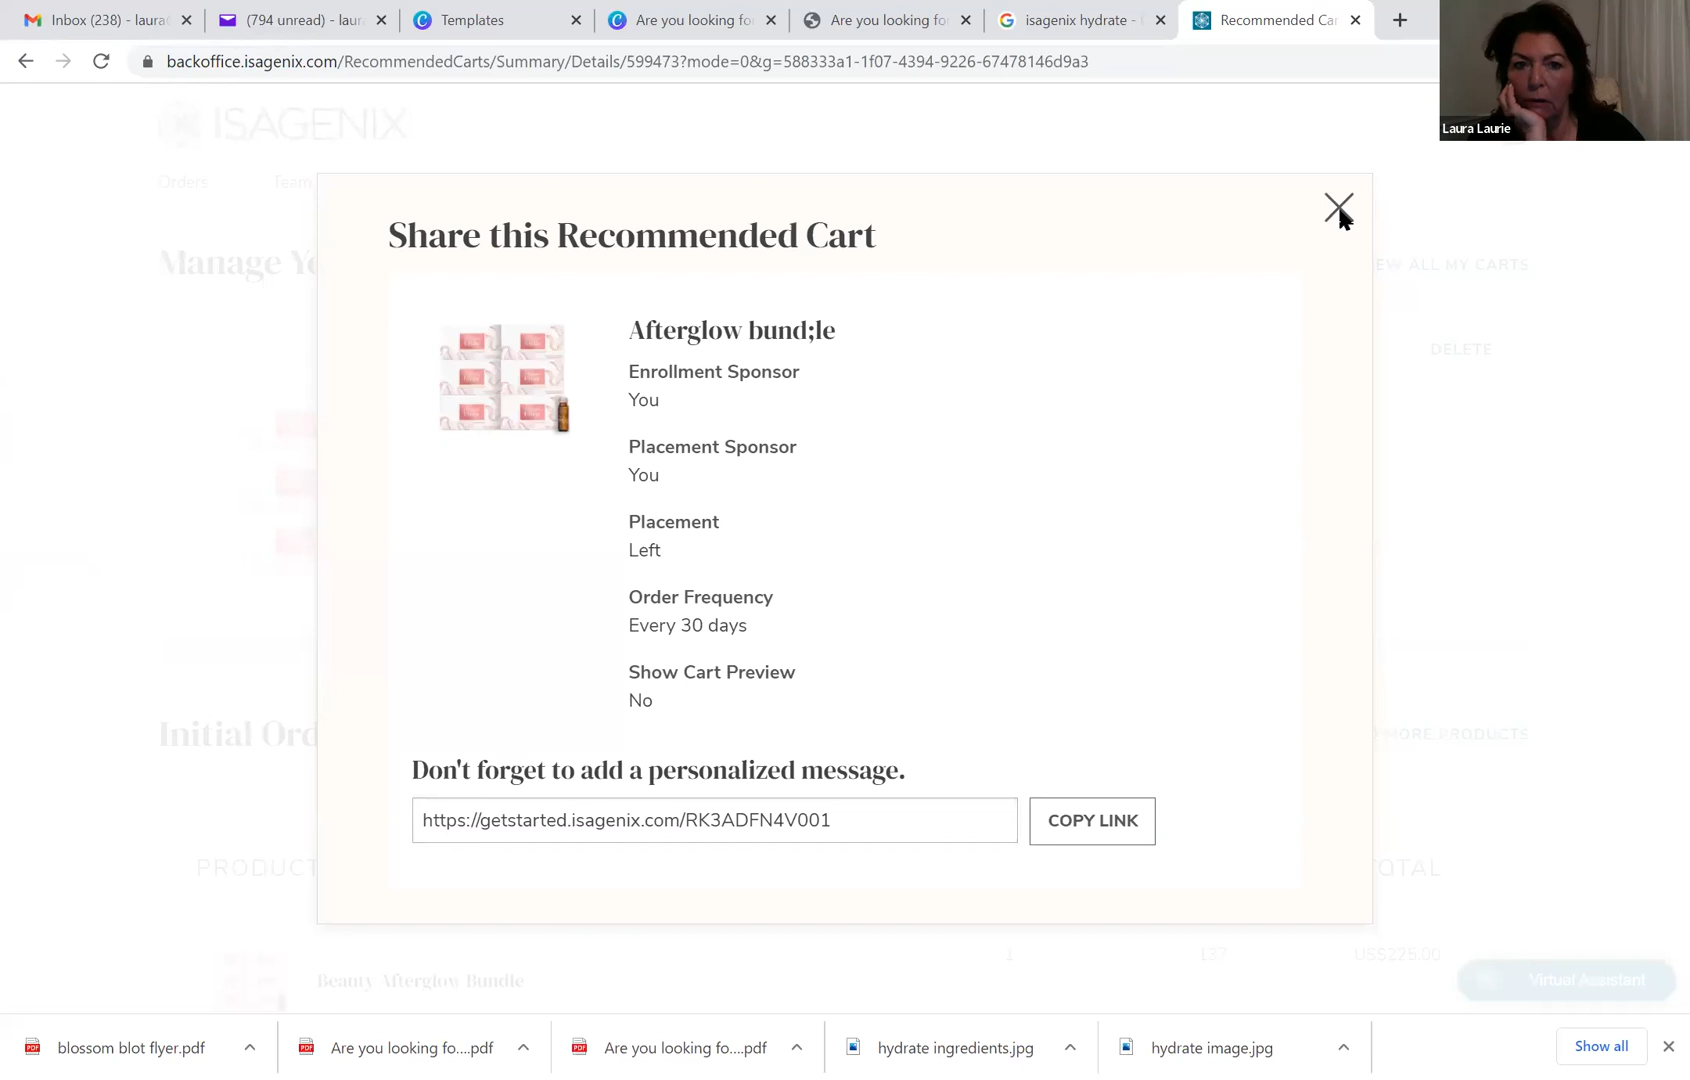 Inbox (238) - laura
(794 unread) - laur
Templates
Are you looking fo
Are you looking fo
isagenix hydrate -
Recommended Car
backoffice.isagenix.com/RecommendedCarts/Summary/Details/599473?mode=0&g=588333a1-1f07-4394-9226-67478146d9a3
Laura Laurie
ISAGENIX
Orders
Team
Manage Yo
EW ALL MY CARTS
DELETE
Share this Recommended Cart
Afterglow bund;le
Enrollment Sponsor
You
Placement Sponsor
You
Placement
Left
Order Frequency
Every 30 days
Show Cart Preview
No
Initial Ord
MORE PRODUCTS
Don't forget to add a personalized message.
https://getstarted.isagenix.com/RK3ADFN4V001
COPY LINK
PRODUCT
OTAL
Beauty Afterglow Bundle
1
137
US$225.00
Virtual Assistant
blossom blot flyer.pdf
Are you looking fo....pdf
Are you looking fo....pdf
hydrate ingredients.jpg
hydrate image.jpg
Show all